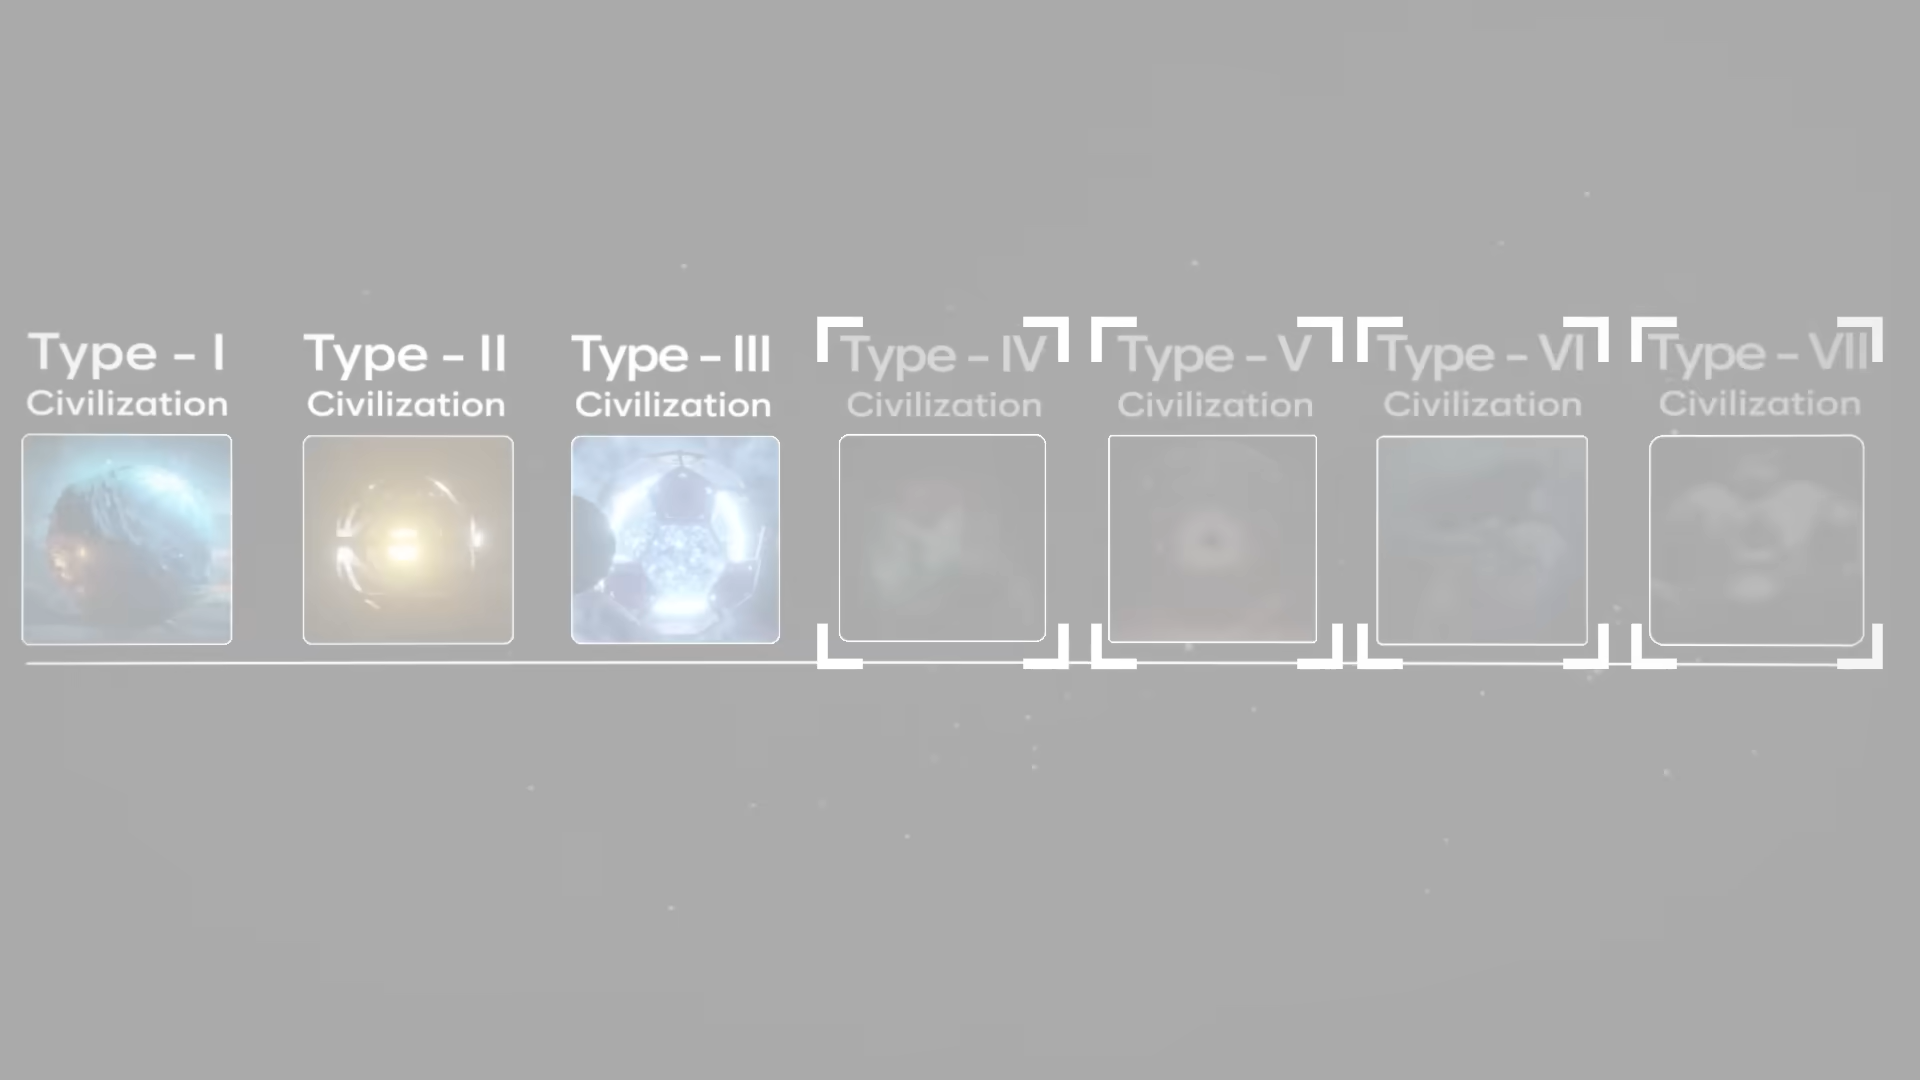 Type - I
Civilization
Type - II
Civilization
Type - III
Civilization
Type - IV
Civilization
Type - V
Civilization
Type - VI
Civilization
Type - VII
Civilization